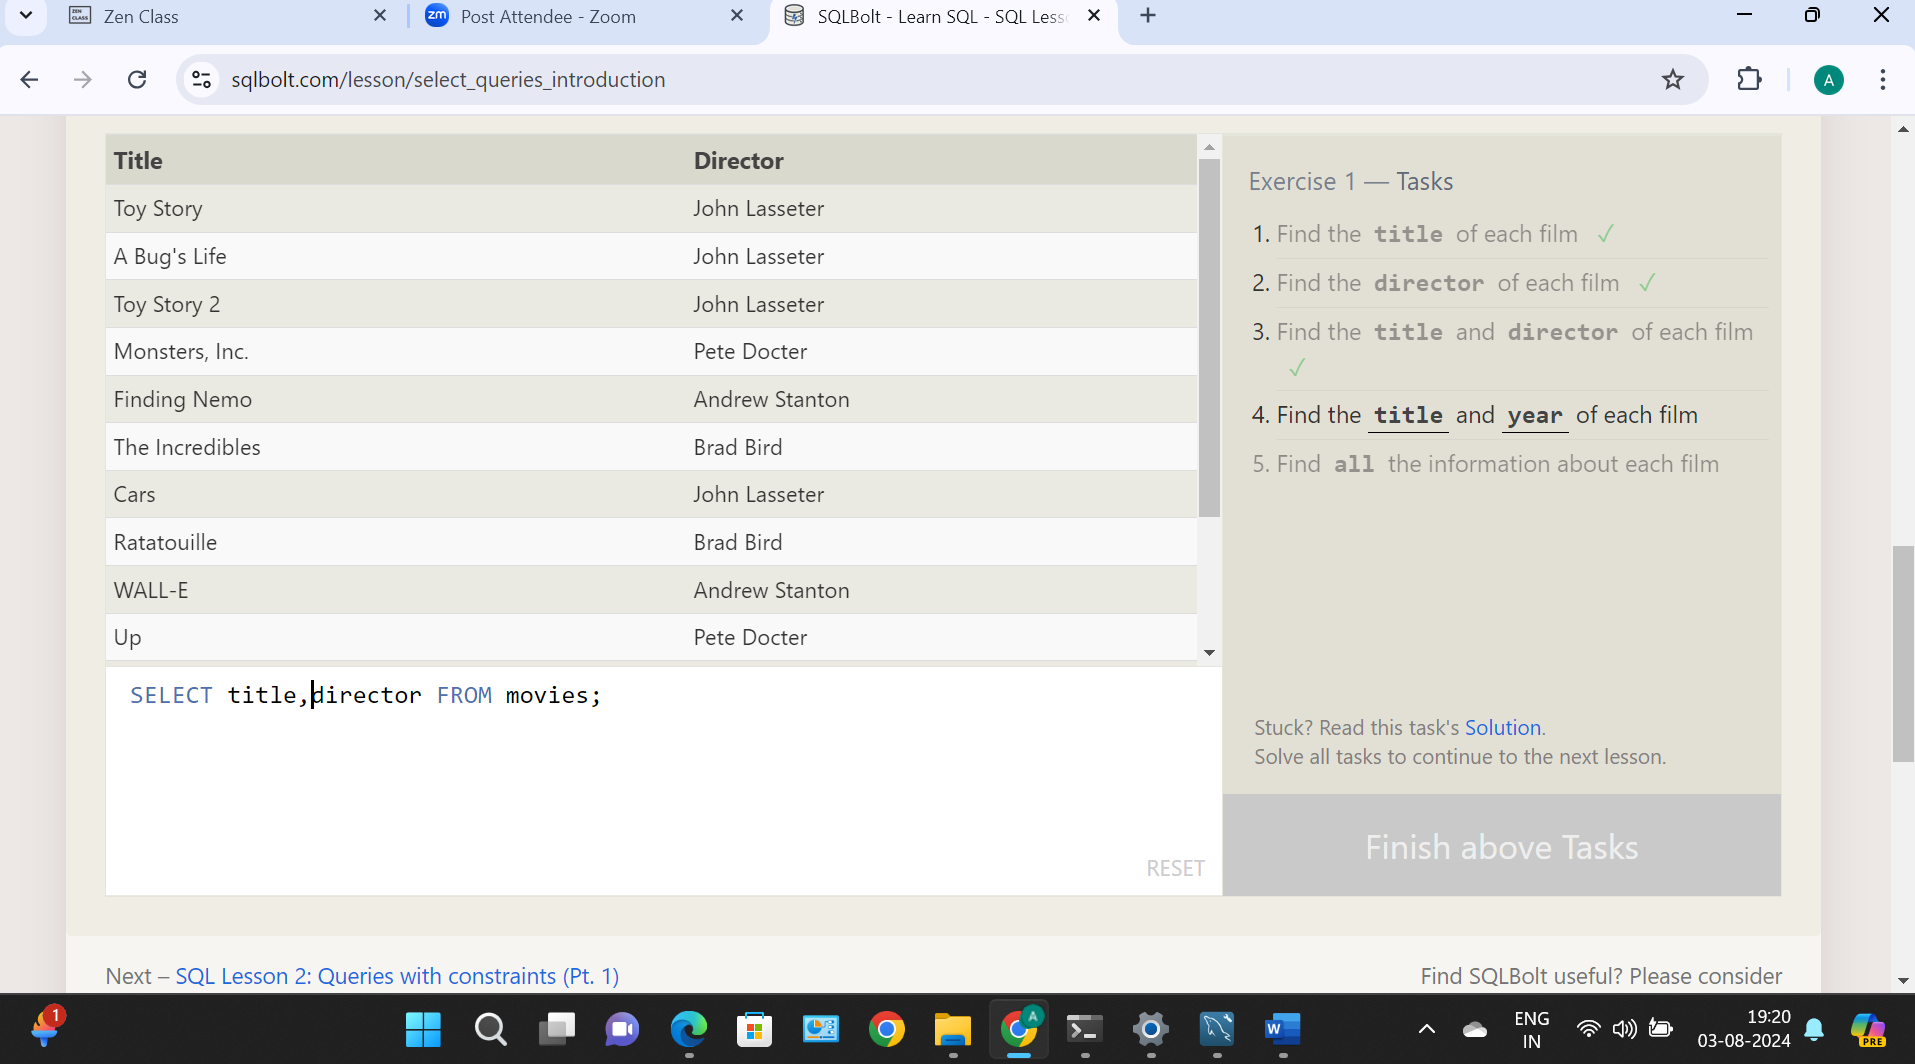 Zen Class
Post Attendee - Zoom
SQLBolt - Learn SQL - SQL Less
sqlbolt.com/lesson/select_queries_introduction
A
Title Director
Toy Story John Lasseter
A Bug's Life John Lasseter
Toy Story 2 John Lasseter
Monsters, Inc. Pete Docter
Finding Nemo Andrew Stanton
The Incredibles Brad Bird
Cars John Lasseter
Ratatouille Brad Bird
WALL-E Andrew Stanton
Up Pete Docter
SELECT title,director FROM movies;
RESET
Exercise 1 — Tasks
1. Find the title of each film ✓
2. Find the director of each film ✓
3. Find the title and director of each film
✓
4. Find the title and year of each film
5. Find all the information about each film
Stuck? Read this task's Solution.
Solve all tasks to continue to the next lesson.
Finish above Tasks
Next – SQL Lesson 2: Queries with constraints (Pt. 1)
Find SQLBolt useful? Please consider
1
A
W
ENG
IN
19:20
03-08-2024
PRE